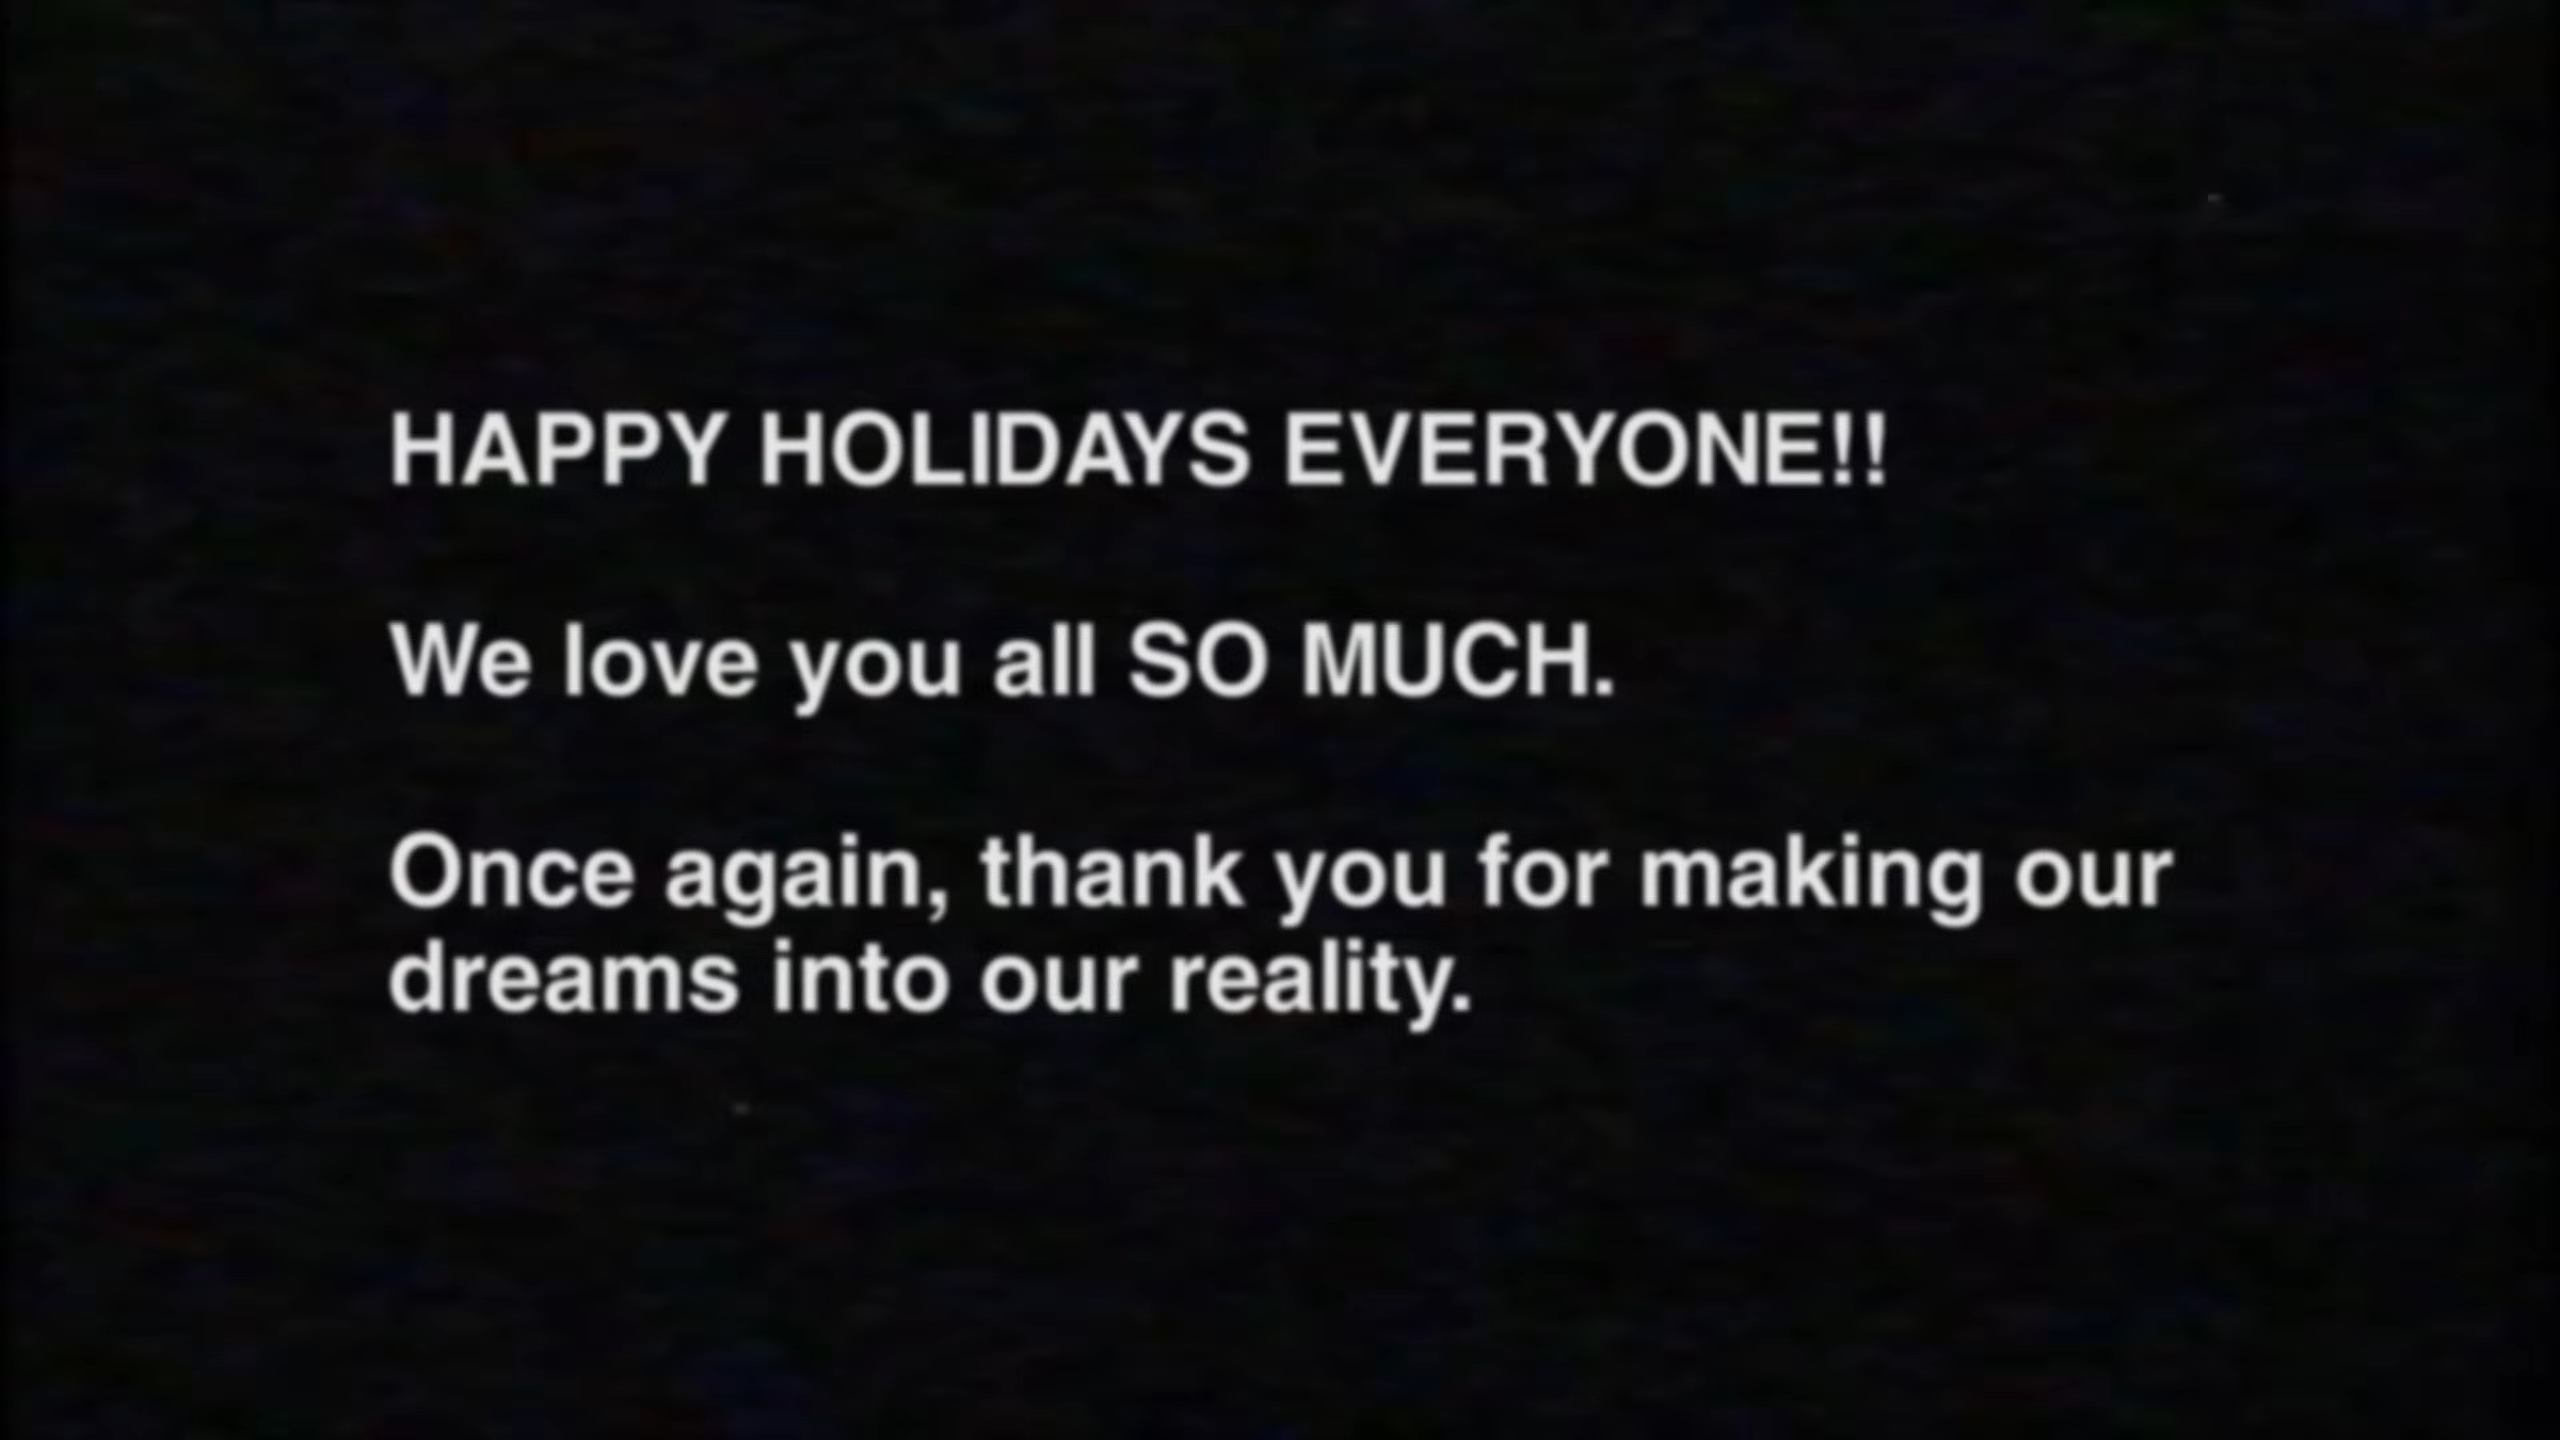 HAPPY HOLIDAYS EVERYONE!!
We love you all SO MUCH.
Once again, thank you for making our
dreams into our reality.